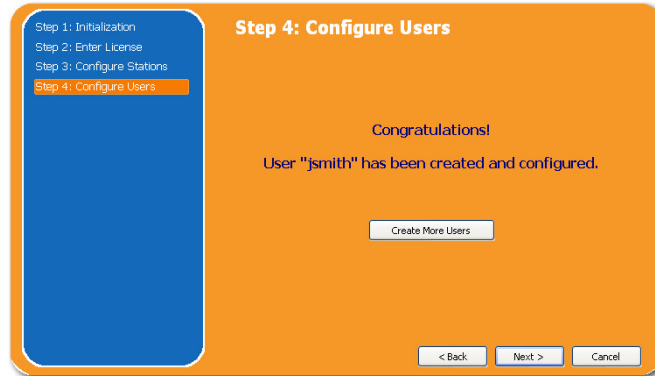 Step 1: Initialization
Step 2: Enter License
Step 3: Configure Stations
Step 4: Configure Users
Step 4: Configure Users
Congratulations!
User "jsmith" has been created and configured.
Create More Users
< Back
Next >
Cancel